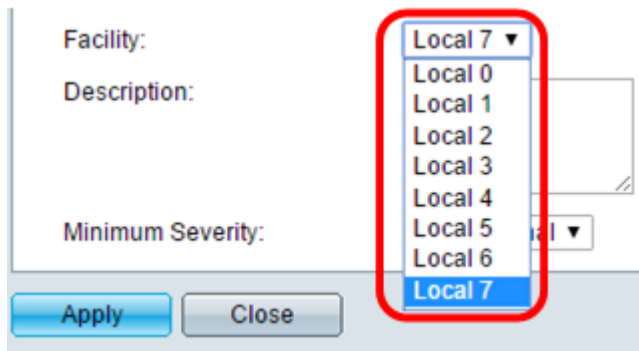 Facility: Local 7
Local 0
Description: Local 1
Local 2
Local 3
Local 4
Minimum Severity: Local 5
Local 6
Local 7
Apply Close